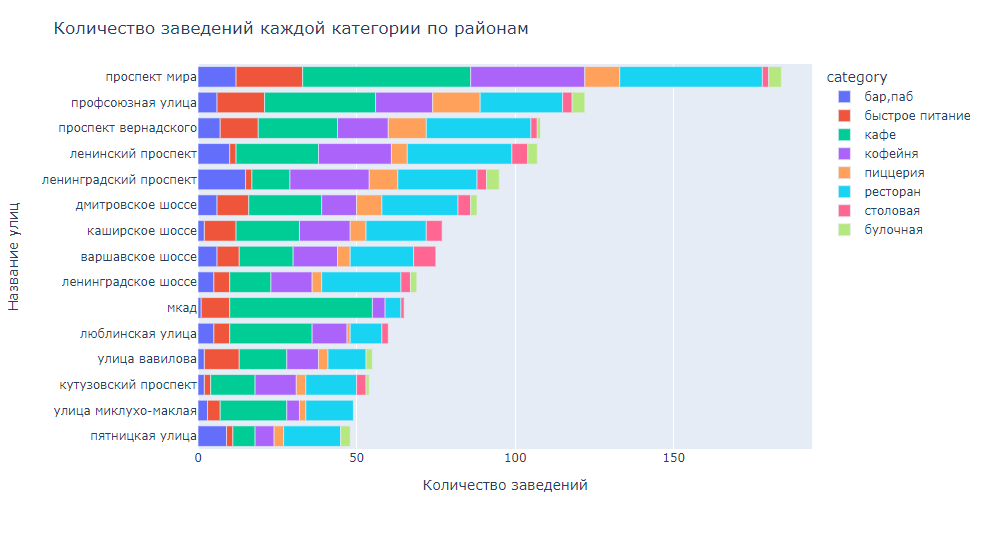 Количество заведений каждой категории по районам
category
бар,паб
быстрое питание
кафе
кофейня
пиццерия
ресторан
столовая
булочная
Название улиц
проспект мира
профсоюзная улица
проспект вернадского
ленинский проспект
ленинградский проспект
дмитровское шоссе
каширское шоссе
варшавское шоссе
ленинградское шоссе
мкад
люблинская улица
улица вавилова
кутузовский проспект
улица миклухо-маклая
пятницкая улица
0 50 100 150
Количество заведений